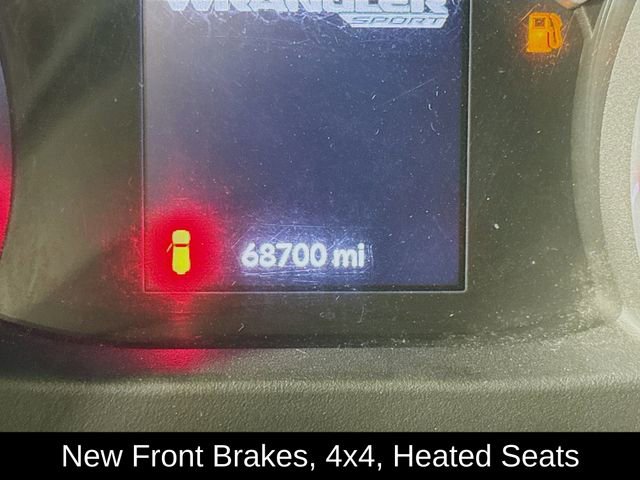 WRANGLER
SPORT
68700 mi
New Front Brakes, 4x4, Heated Seats